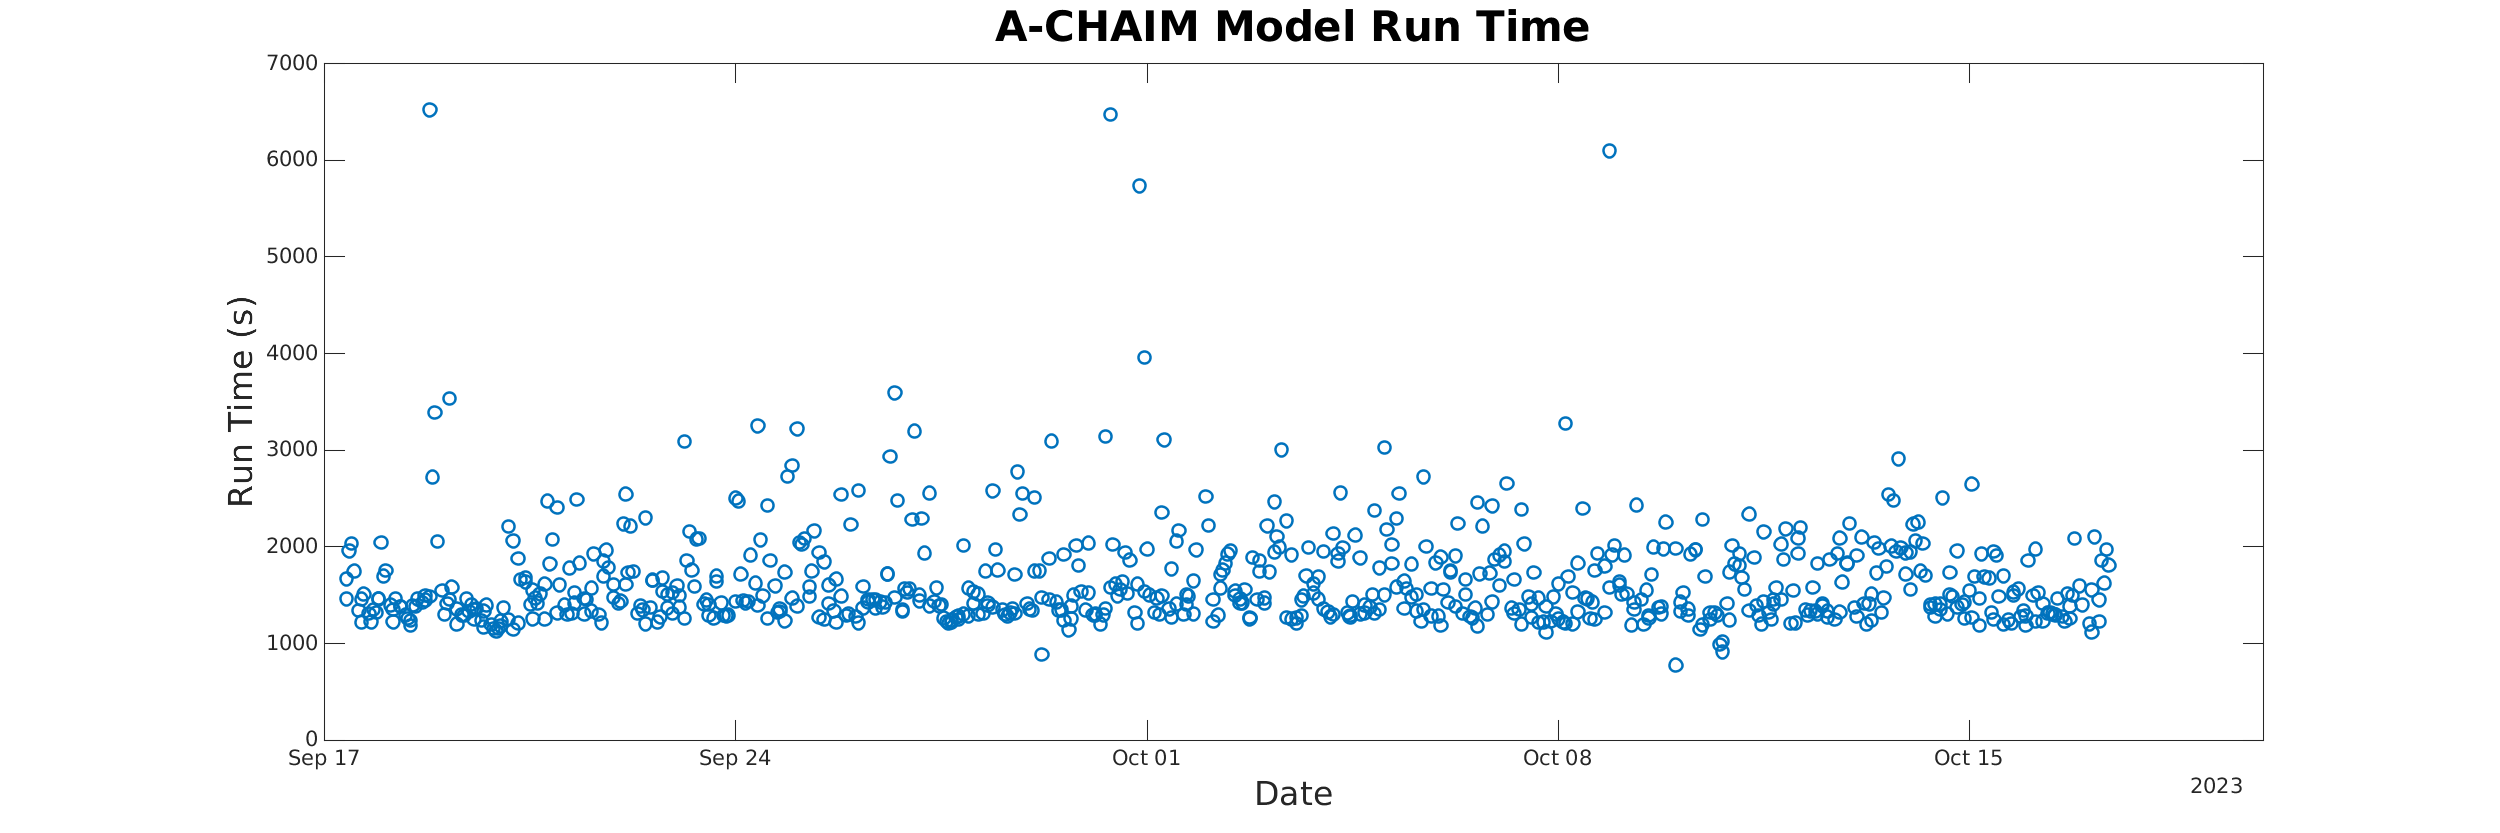 A-CHAIM Model Run Time
7000
6000
5000
4000
3000
2000
1000
0
Run Time (s)
Sep 17 Sep 24 Oct 01 Oct 08 Oct 15
2023
Date